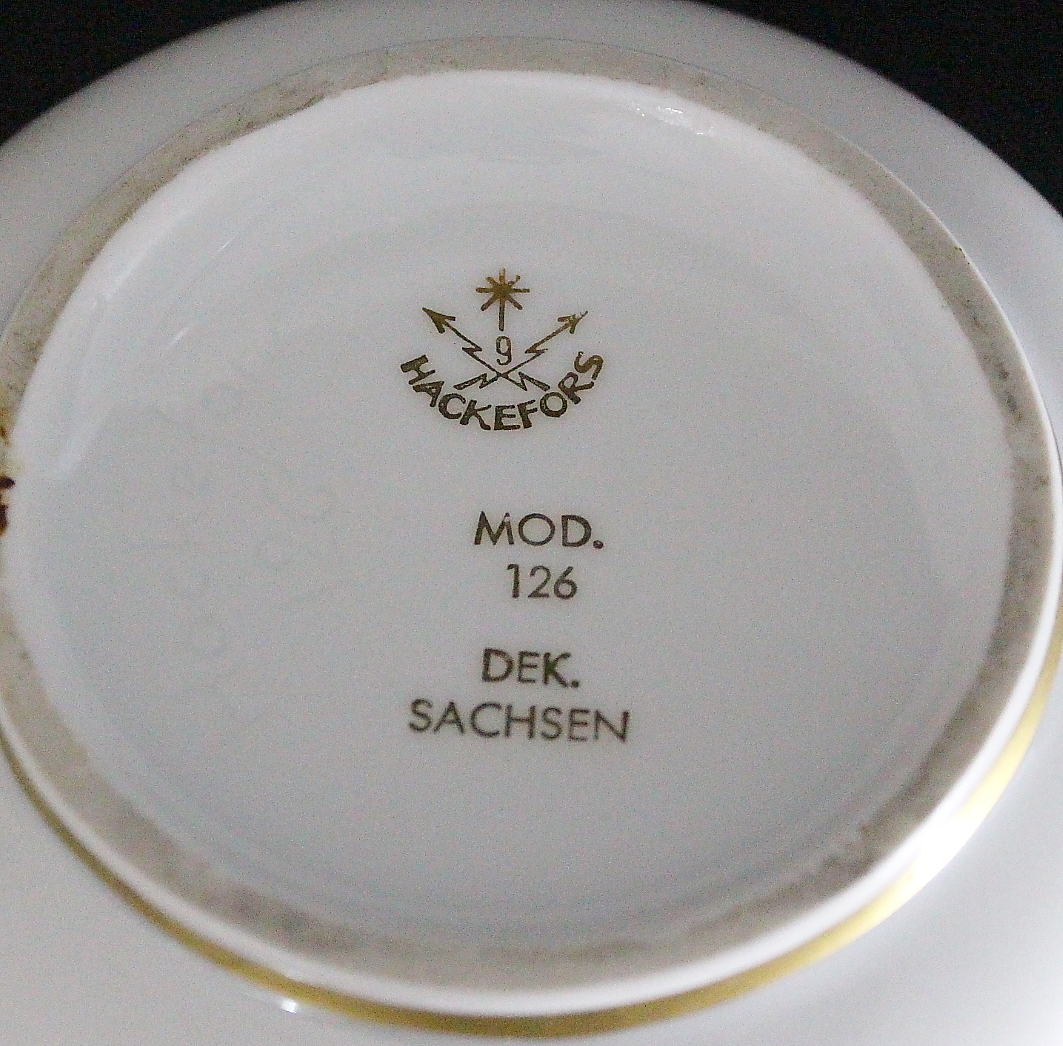 9
HACKEFORS
MOD.
126
DEK.
SACHSEN